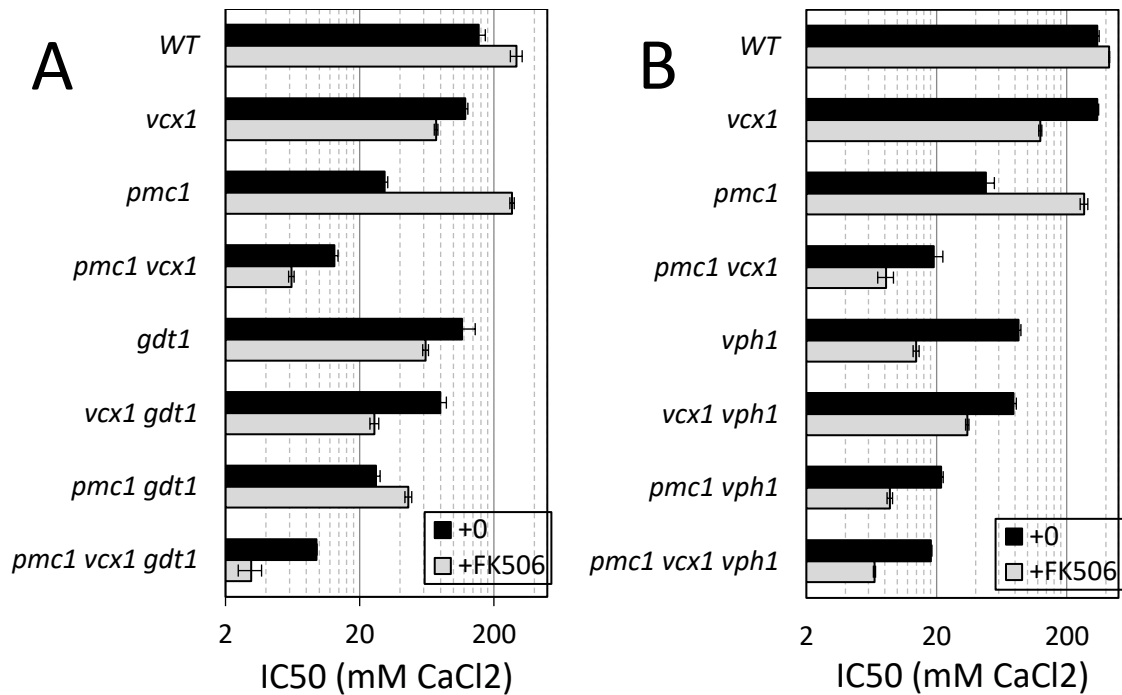 A
WT
vcx1
pmc1
pmc1 vcx1
gdt1
vcx1 gdt1
pmc1 gdt1
pmc1 vcx1 gdt1
+0
+FK506
2 20 200
IC50 (mM CaCl2)
B
WT
vcx1
pmc1
pmc1 vcx1
vph1
vcx1 vph1
pmc1 vph1
pmc1 vcx1 vph1
+0
+FK506
2 20 200
IC50 (mM CaCl2)